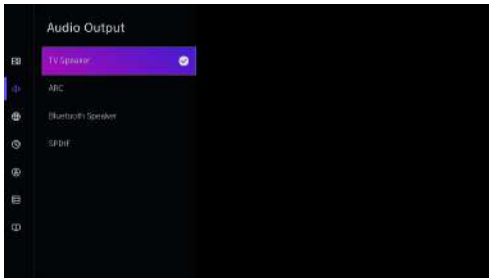 Audio Output
TV Speaker
ARC
Bluetooth Speaker
SPDIF